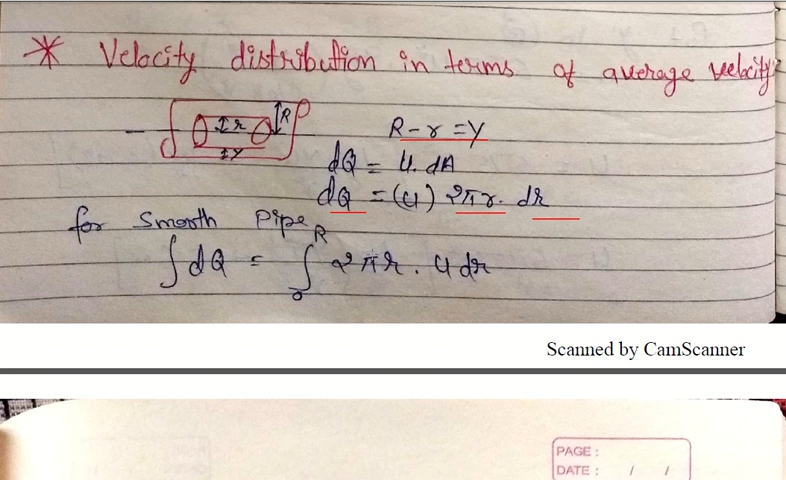 * Velocity distribution in terms of average velocity
R
r
y
R - r = y
dQ = u. dA
dQ = (u) 2πr. dr
for smooth pipe
∫dQ = ∫₀ᴿ 2πr. u dr
Scanned by CamScanner
PAGE :
DATE : / /